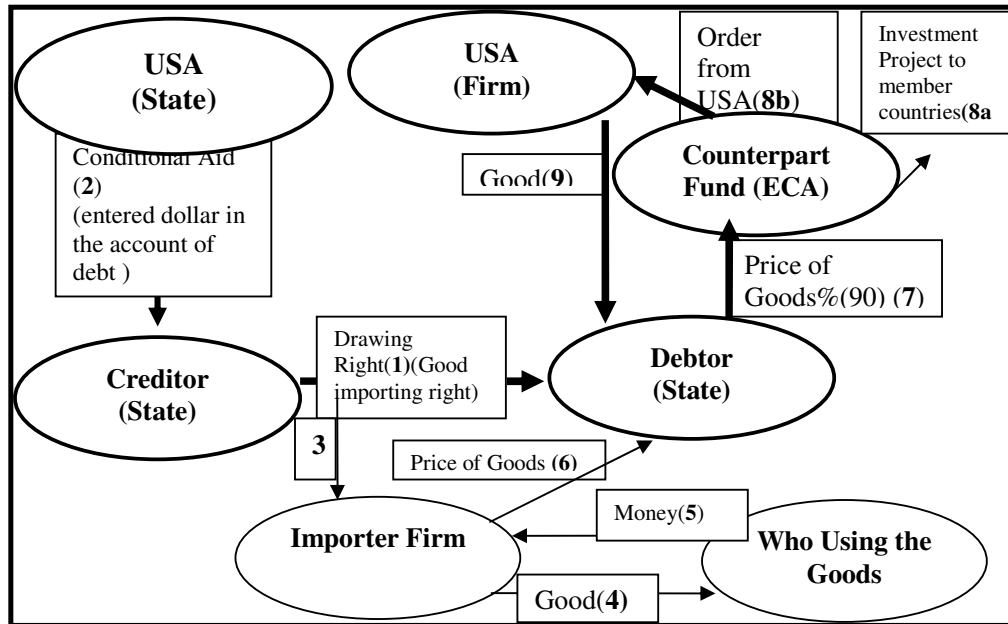 USA
(State)
USA
(Firm)
Order
from
USA(8b)
Investment
Project to
member
countries(8a
Conditional Aid
(2)
(entered dollar in
the account of
debt )
Good(9)
Counterpart
Fund (ECA)
Price of
Goods%(90) (7)
Creditor
(State)
Drawing
Right(1)(Good
importing right)
Debtor
(State)
3
Price of Goods (6)
Importer Firm
Money(5)
Who Using the
Goods
Good(4)